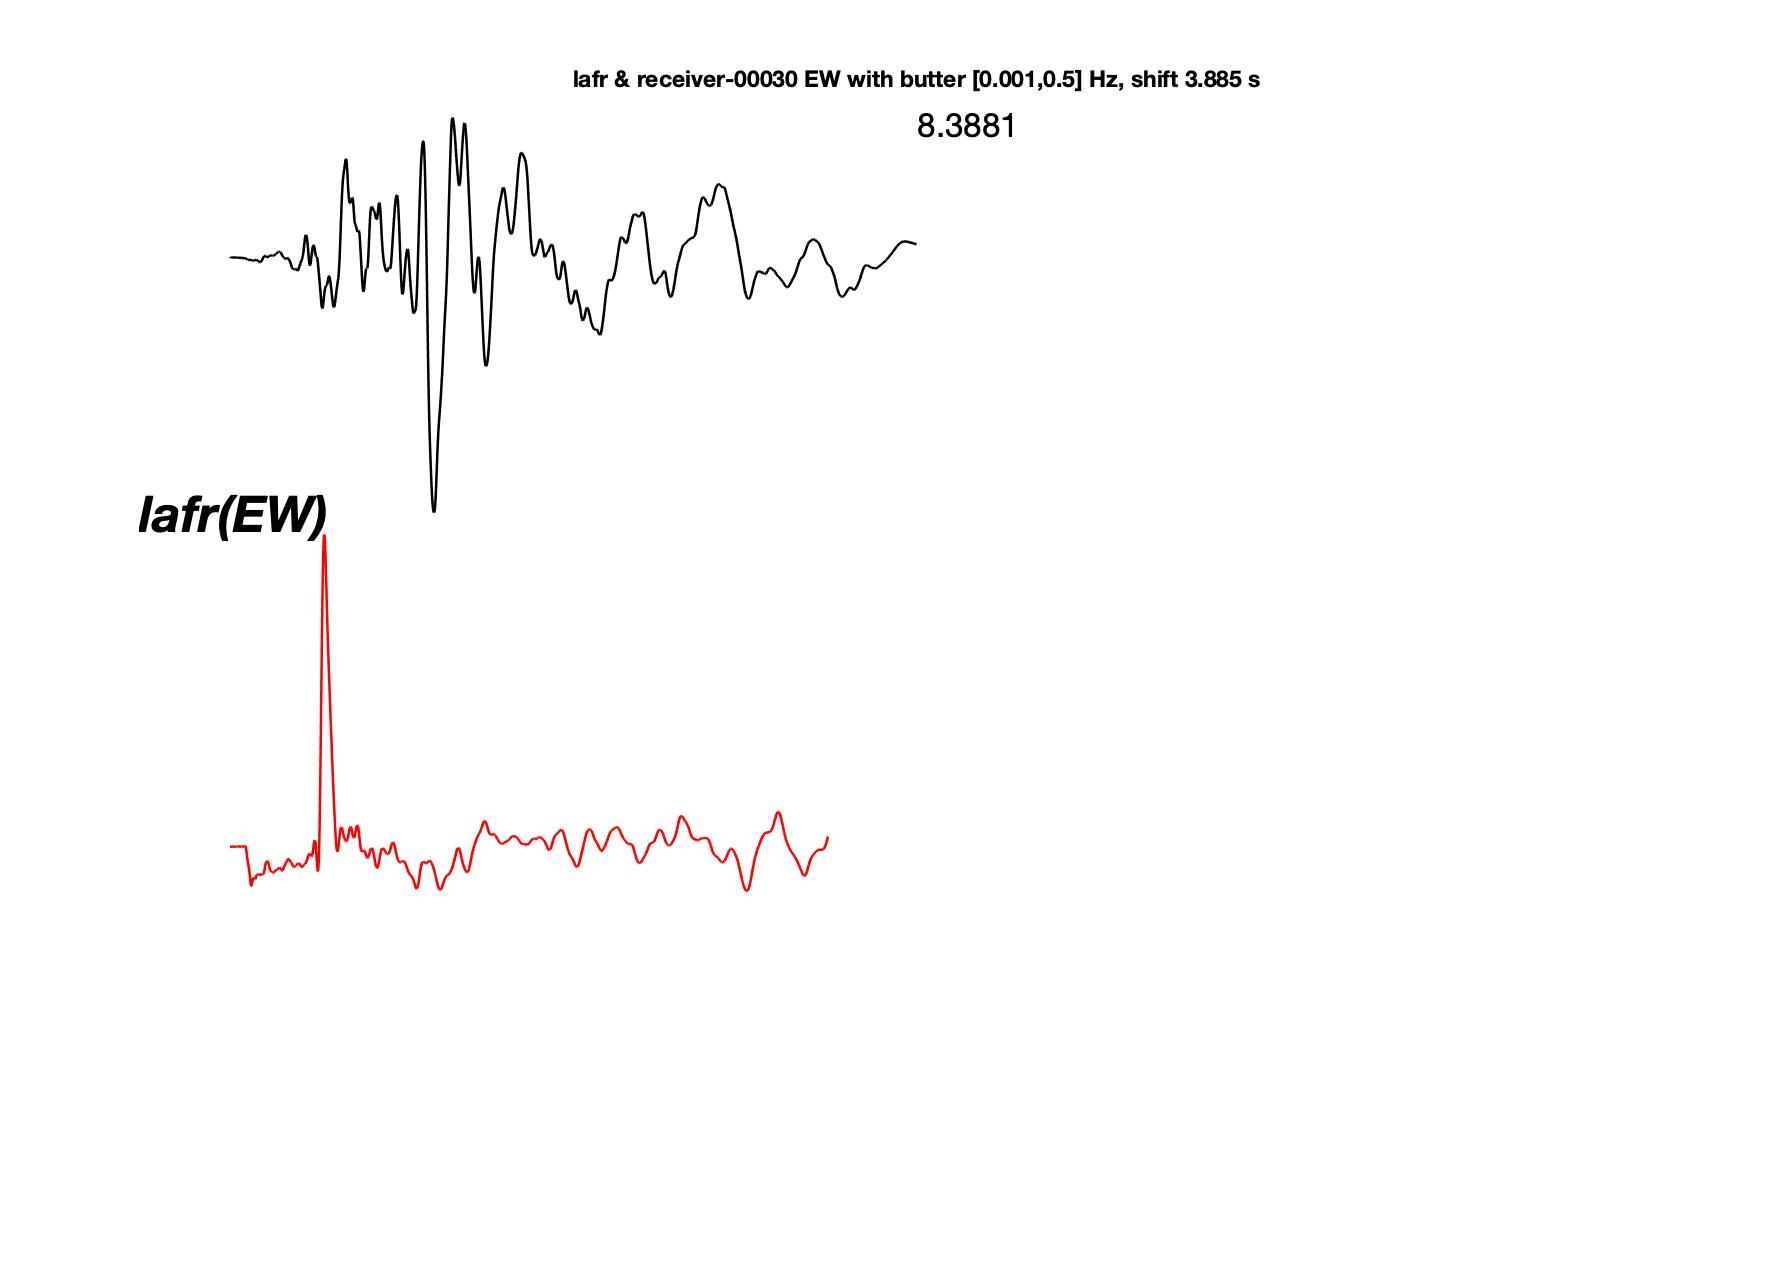 lafr & receiver-00030 EW with butter [0.001,0.5] Hz, shift 3.885 s
8.3881
lafr(EW)